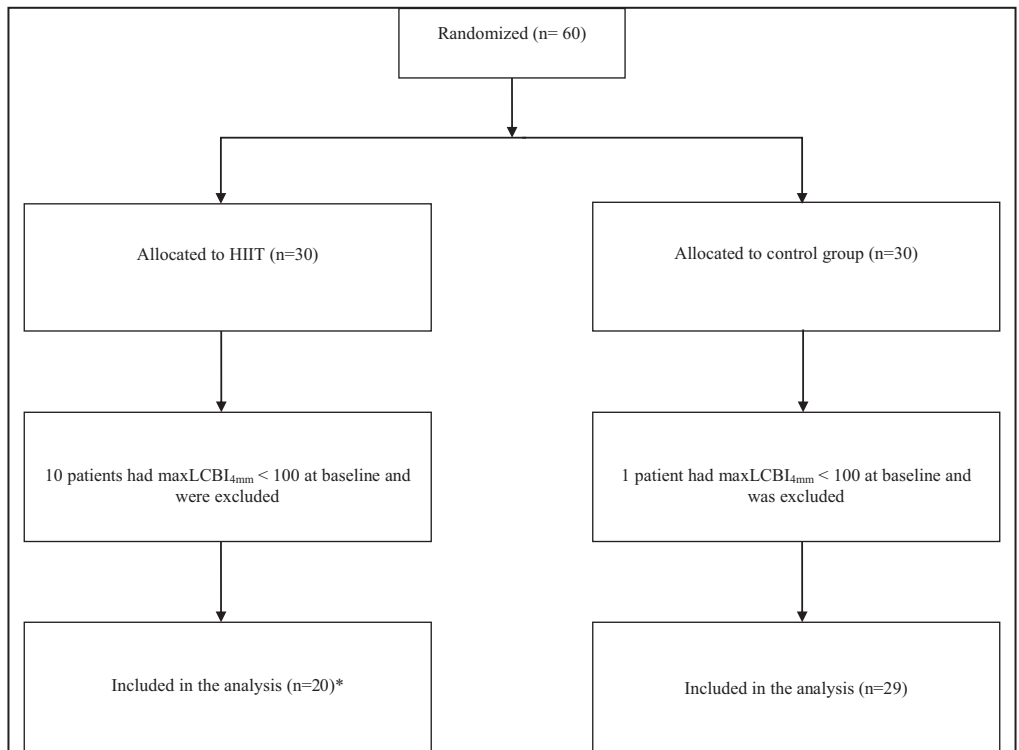 Randomized (n= 60)
Allocated to HIIT (n=30)
Allocated to control group (n=30)
10 patients had maxLCBI4mm < 100 at baseline and
were excluded
1 patient had maxLCBI4mm < 100 at baseline and
was excluded
Included in the analysis (n=20)*
Included in the analysis (n=29)